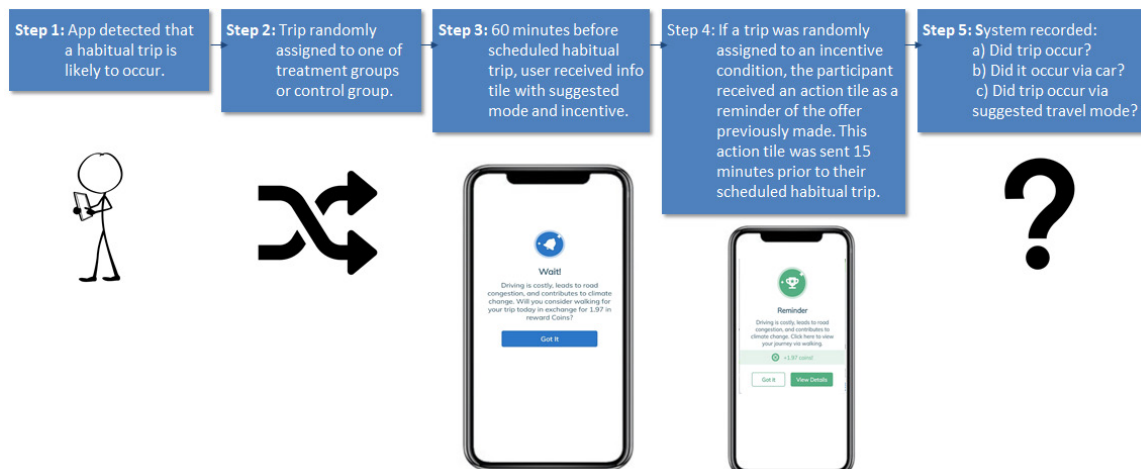 Step 1: App detected that
a habitual trip is
likely to occur.
Step 2: Trip randomly
assigned to one of
treatment groups
or control group.
Step 3: 60 minutes before
scheduled habitual
trip, user received info
tile with suggested
mode and incentive.
Step 4: If a trip was randomly
assigned to an incentive
condition, the participant
received an action tile as a
reminder of the offer
previously made. This
action tile was sent 15
minutes prior to their
scheduled habitual trip.
Step 5: System recorded:
a) Did trip occur?
b) Did it occur via car?
c) Did trip occur via
suggested travel mode?
Wait!
Driving is costly, leads to road
congestion, and contributes to climate
change. Will you consider walking for
your trip today in exchange for 1.97 in
reward Coins?
Got It
Reminder
Driving is costly, leads to road
congestion, and contributes to
climate change. Click here to view
your journey via walking.
+1.97 coins!
Got it
View Details
?